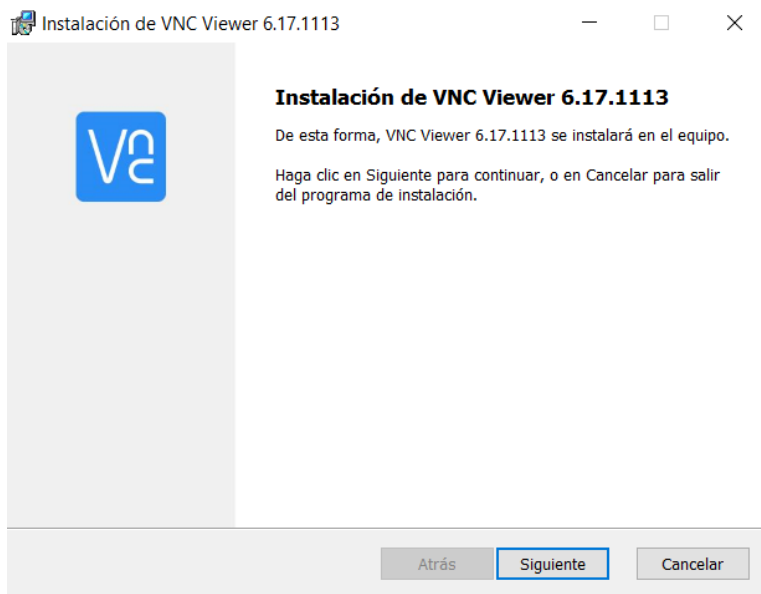 Instalación de VNC Viewer 6.17.1113
Instalación de VNC Viewer 6.17.1113
De esta forma, VNC Viewer 6.17.1113 se instalará en el equipo.
Haga clic en Siguiente para continuar, o en Cancelar para salir
del programa de instalación.
Vnc
Atrás
Siguiente
Cancelar